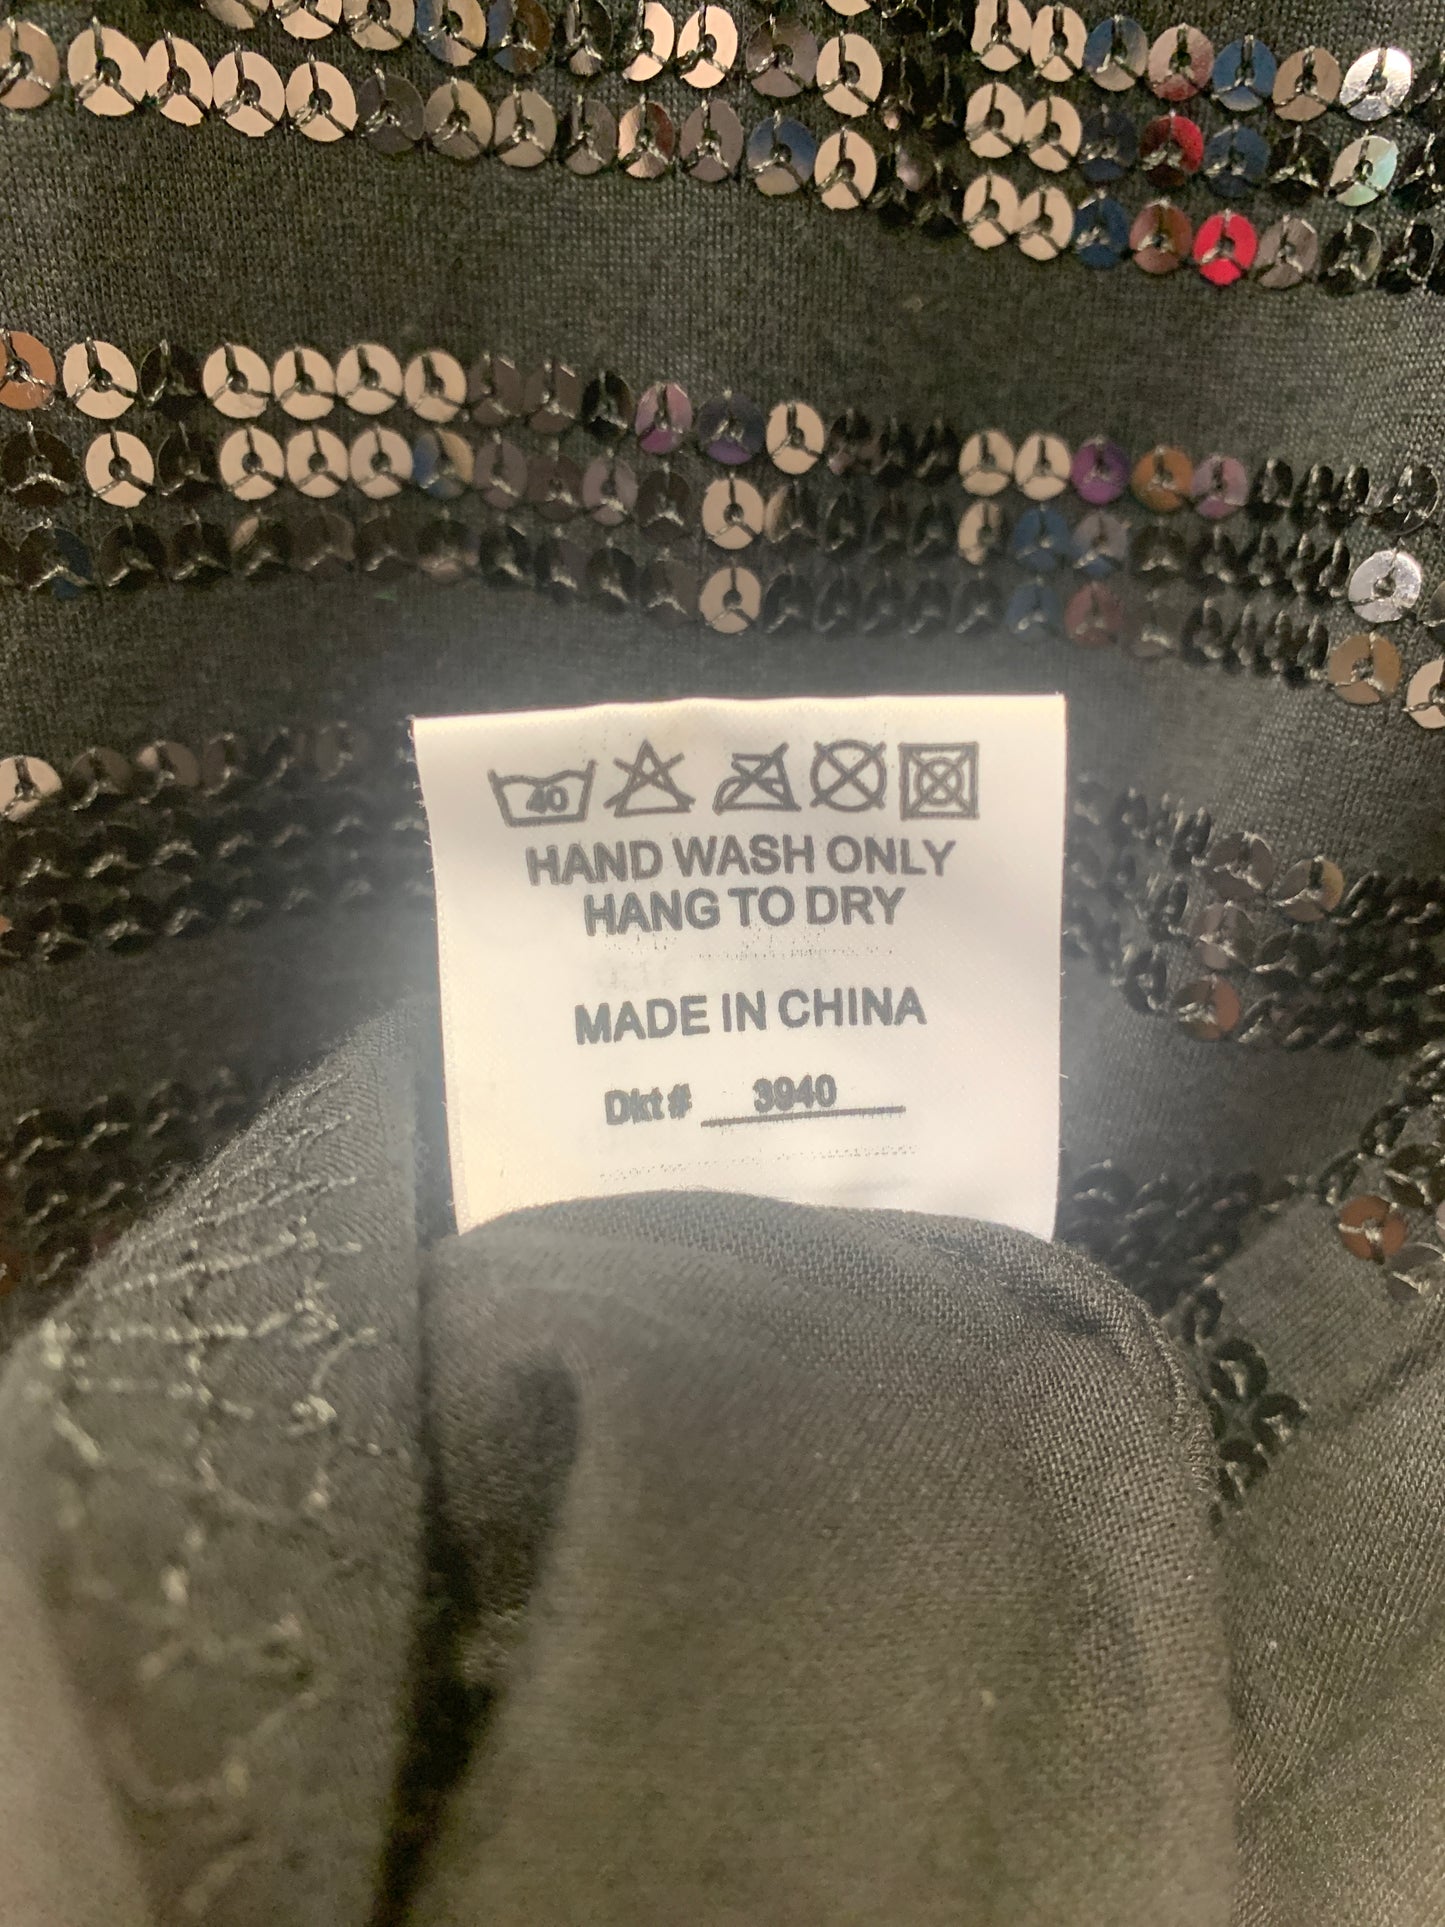 40
HAND WASH ONLY
HANG TO DRY
MADE IN CHINA
Dkt # 3940